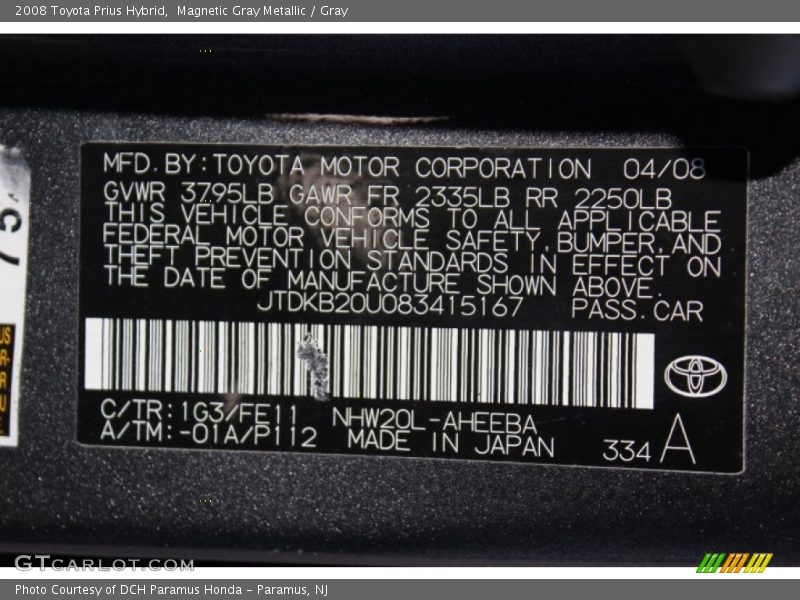 2008 Toyota Prius Hybrid, Magnetic Gray Metallic / Gray
MFD.BY:TOYOTA MOTOR CORPORATION 04/08
GVWR 3795LB GAWR FR 2335LB RR 2250LB
THIS VEHICLE CONFORMS TO ALL APPLICABLE
FEDERAL MOTOR VEHICLE SAFETY,BUMPER,AND
THEFT PREVENTION STANDARDS IN EFFECT ON
THE DATE OF MANUFACTURE SHOWN ABOVE.
JTDKB20U083415167 PASS.CAR
C/TR:1G3/FE11 NHW20L-AHEEBA
A/TM:-01A/P112 MADE IN JAPAN
334 A
GTCARLOT.COM
Photo Courtesy of DCH Paramus Honda - Paramus, NJ